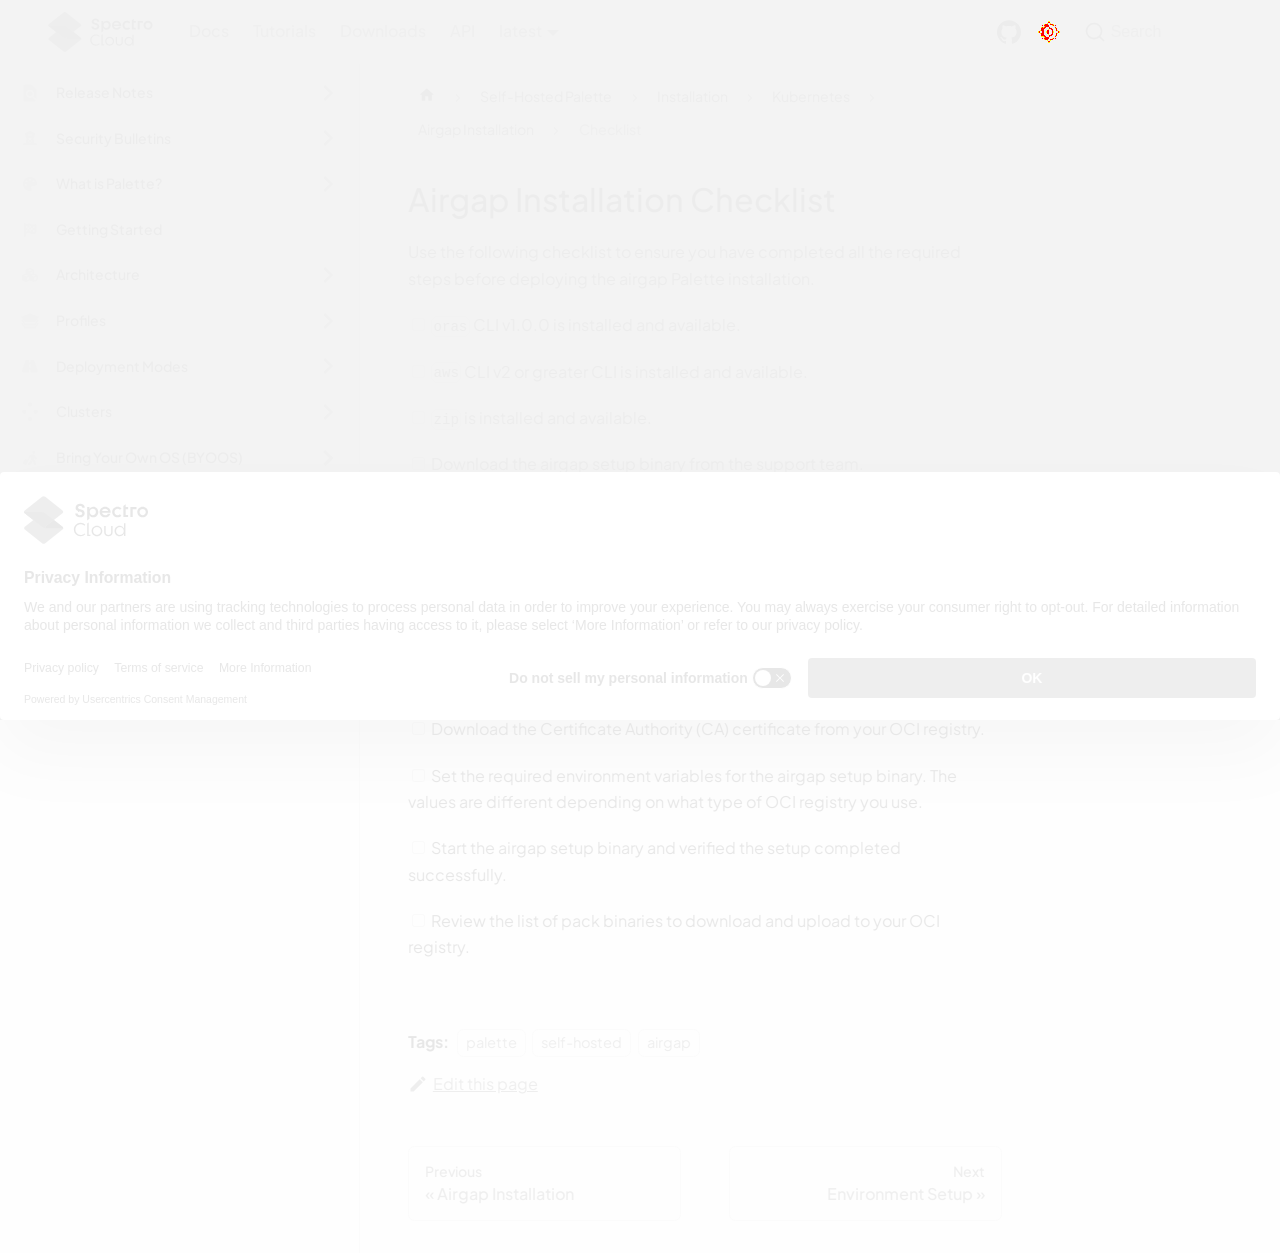 Spectro Cloud
Docs Tutorials Downloads API latest
Search
Release Notes
Security Bulletins
What is Palette?
Getting Started
Architecture
Profiles
Deployment Modes
Clusters
Bring Your Own OS (BYOOS)
Self-Hosted Palette
Installation
Kubernetes
Airgap Installation
Checklist
Airgap Installation Checklist
Use the following checklist to ensure you have completed all the required
steps before deploying the airgap Palette installation.
oras CLI v1.0.0 is installed and available.
aws CLI v2 or greater CLI is installed and available.
zip is installed and available.
Download the airgap setup binary from the support team.
Spectro Cloud
Privacy Information
We and our partners are using tracking technologies to process personal data in order to improve your experience. You may always exercise your consumer right to opt-out. For detailed information
about personal information we collect and third parties having access to it, please select 'More Information' or refer to our privacy policy.
Privacy policy Terms of service More Information
Powered by Usercentrics Consent Management
Do not sell my personal information
OK
Download the Certificate Authority (CA) certificate from your OCI registry.
Set the required environment variables for the airgap setup binary. The
values are different depending on what type of OCI registry you use.
Start the airgap setup binary and verified the setup completed
successfully.
Review the list of pack binaries to download and upload to your OCI
registry.
Tags: palette self-hosted airgap
Edit this page
Previous
« Airgap Installation
Next
Environment Setup »